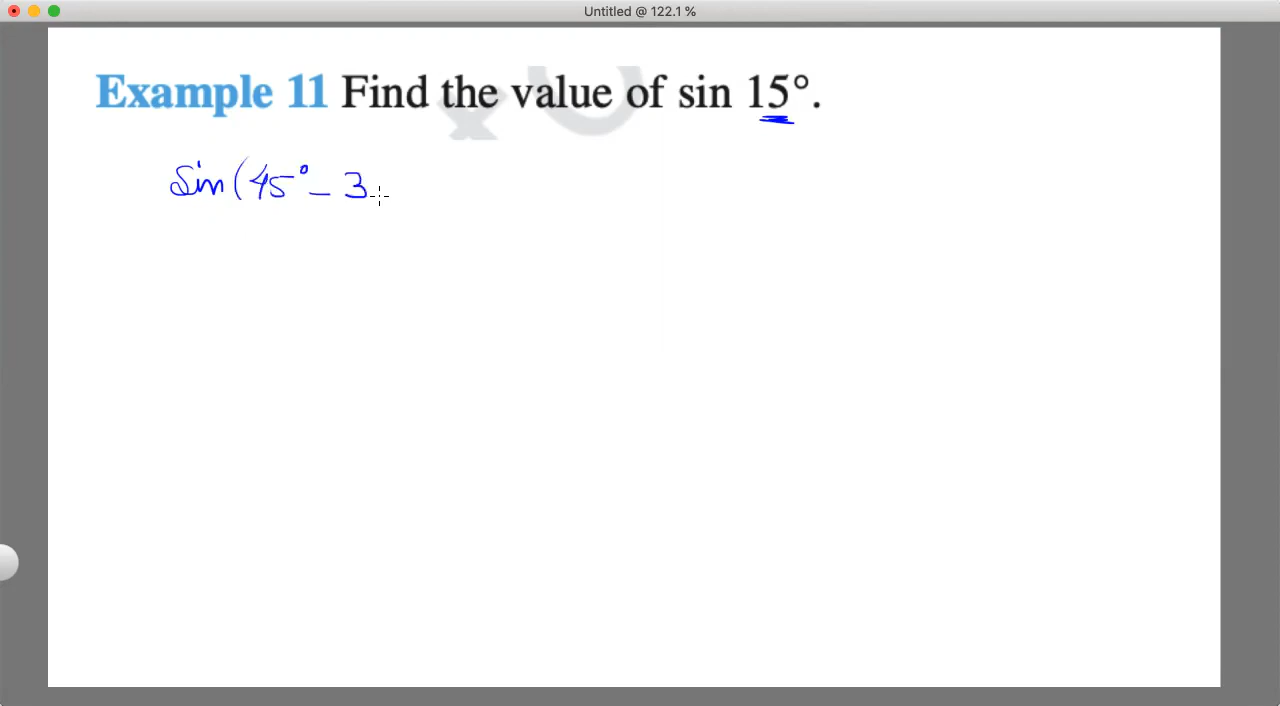 Untitled @ 122.1 %
Example 11 Find the value of sin 15°.
Sin (45° - 3